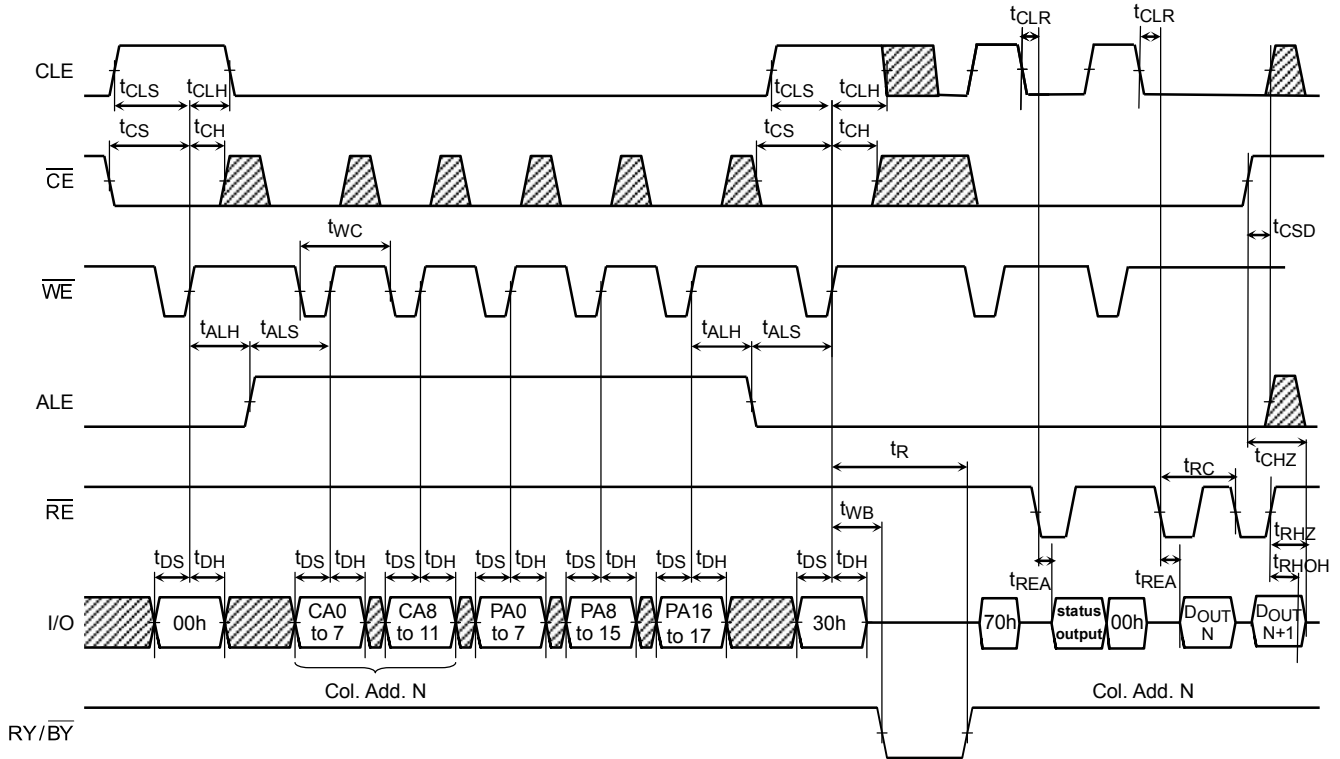 tCLR tCLR
CLE
tCLS tCLH tCLS tCLH
tCS tCH tCS tCH
CE
tWC tCSD
WE
tALH tALS tALH tALS
ALE
tR tCHZ
tRC
RE
tWB
tDS tDH tDS tDH tDS tDH tDS tDH tDS tDH tDS tDH tDS tDH tRHZ
tREA tREA tRHOH
I/O 00h CA0 to 7 CA8 to 11 PA0 to 7 PA8 to 15 PA16 to 17 30h 70h status output 00h DOUT N DOUT N+1
Col. Add. N Col. Add. N
RY/BY